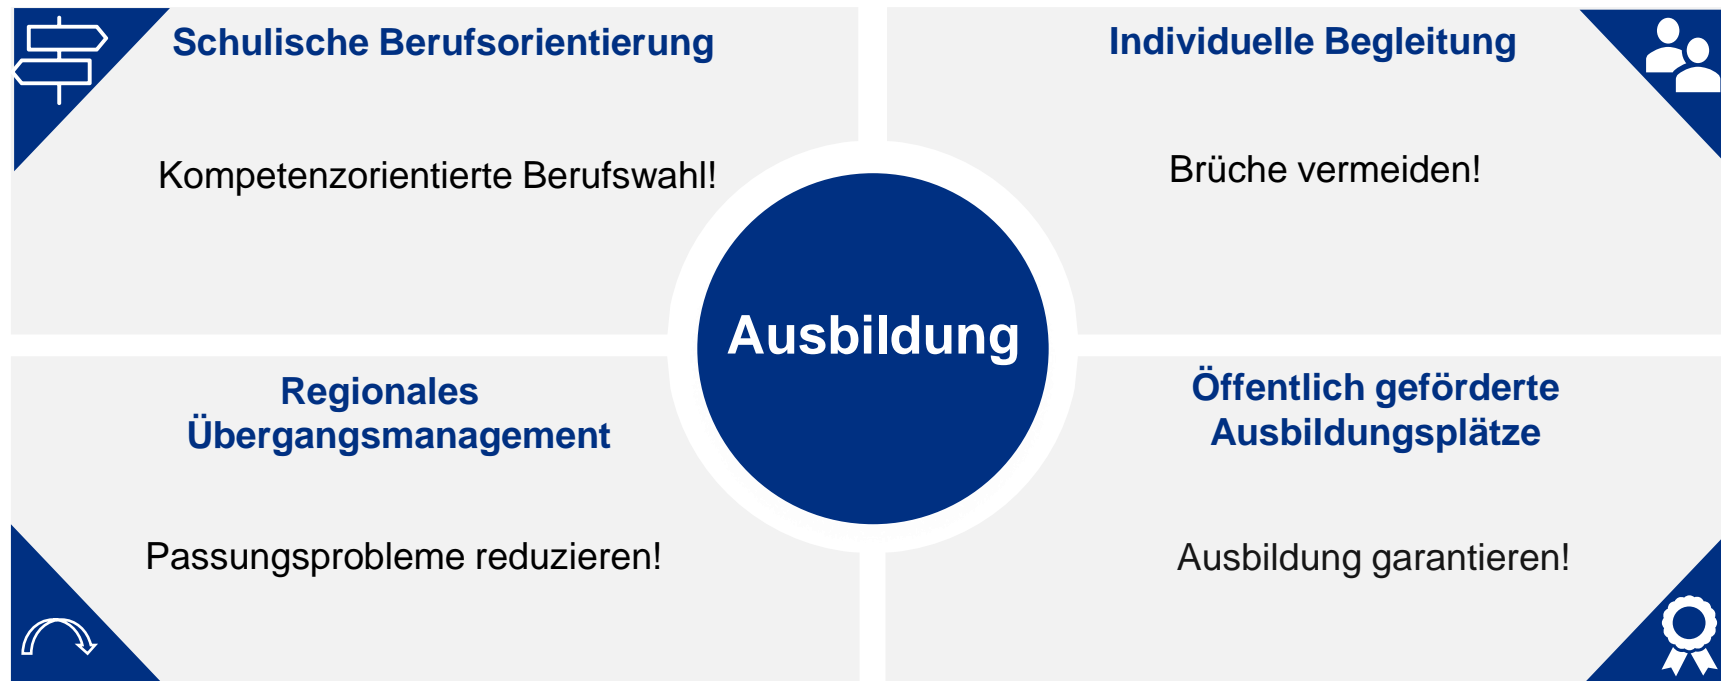 Schulische Berufsorientierung
Kompetenzorientierte Berufswahl!
Individuelle Begleitung
Brüche vermeiden!
Ausbildung
Regionales
Übergangsmanagement
Passungsprobleme reduzieren!
Öffentlich geförderte
Ausbildungsplätze
Ausbildung garantieren!